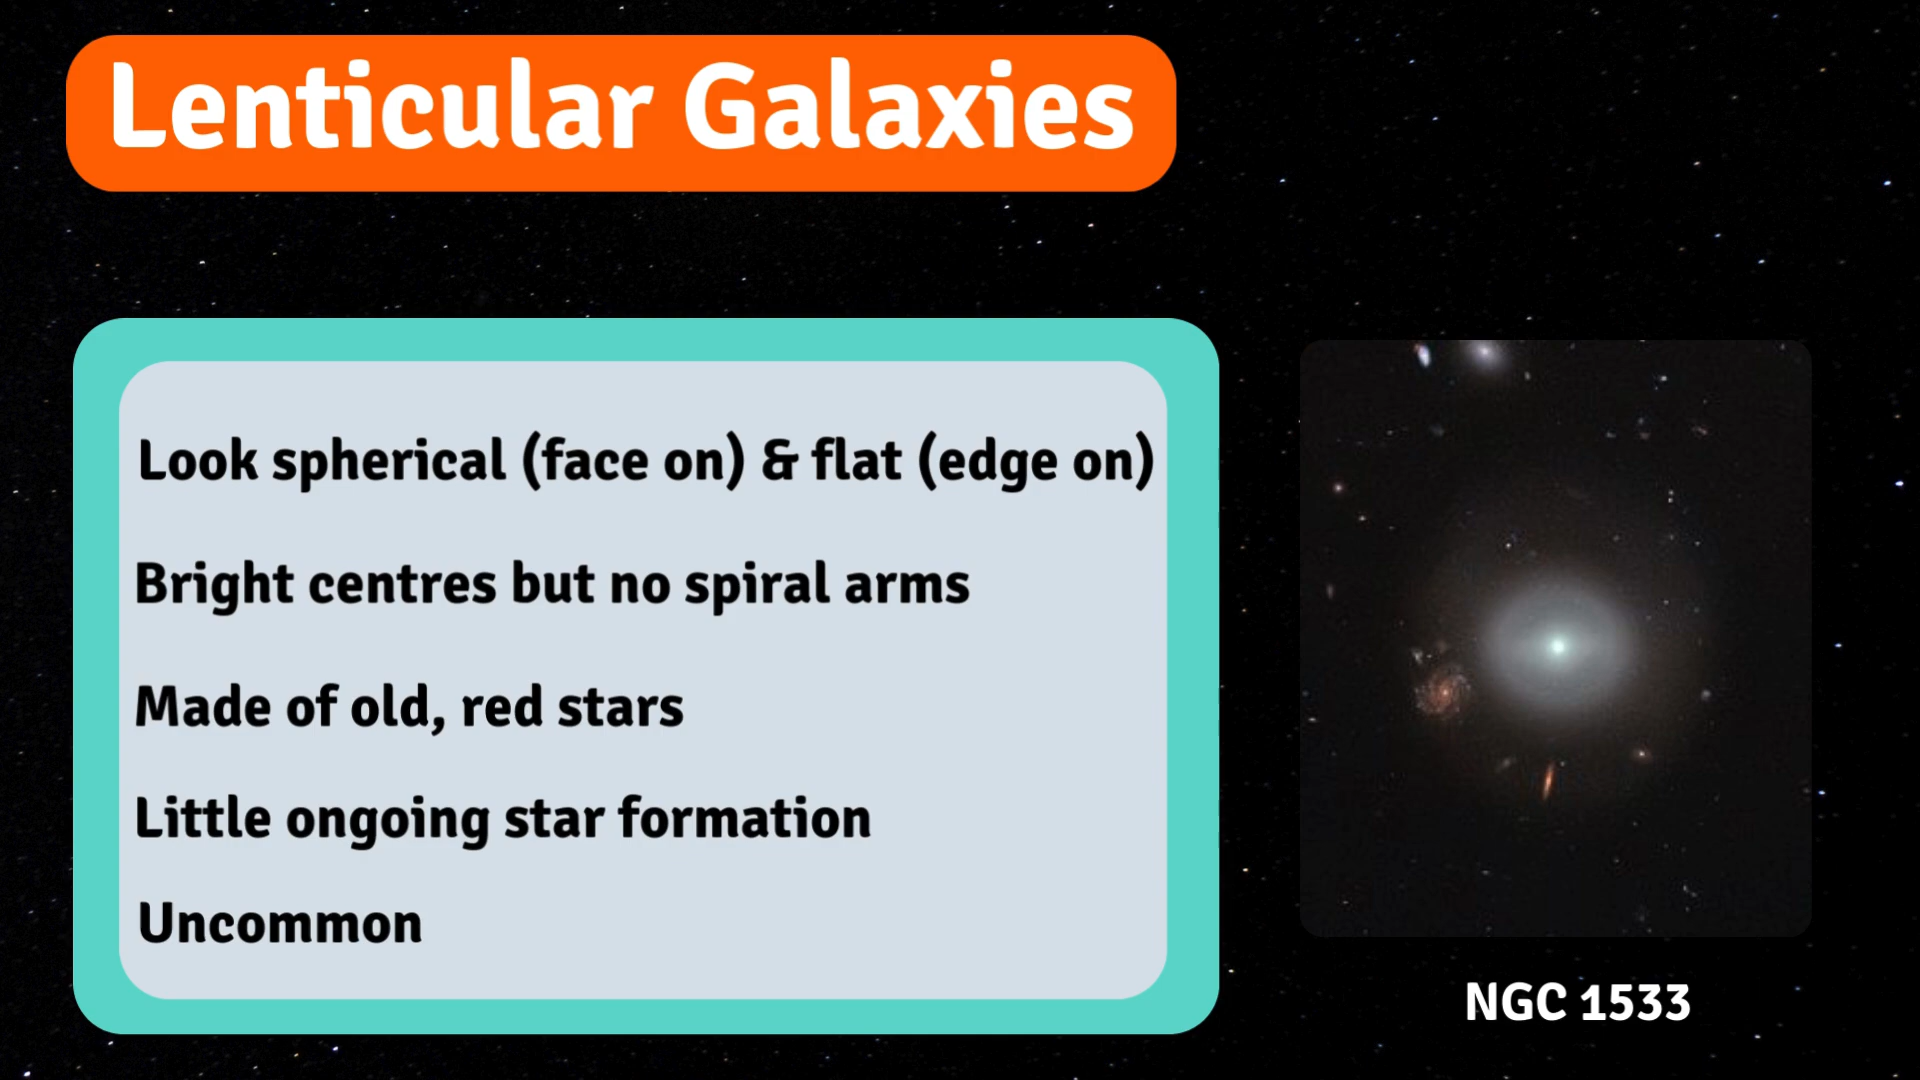 Lenticular Galaxies
Look spherical (face on) & flat (edge on)
Bright centres but no spiral arms
Made of old, red stars
Little ongoing star formation
Uncommon
NGC 1533